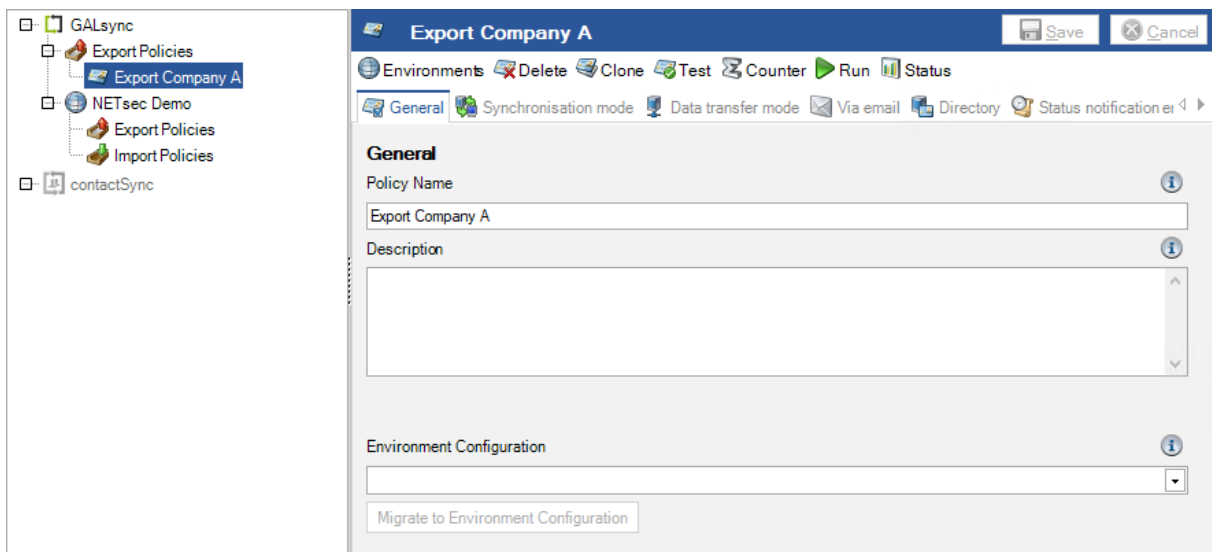 GALsync
Export Policies
Export Company A
NETsec Demo
Export Policies
Import Policies
contactSync
Export Company A
Save
Cancel
Environments Delete Clone Test Counter Run Status
General Synchronisation mode Data transfer mode Via email Directory Status notification
General
Policy Name
Export Company A
Description
Environment Configuration
Migrate to Environment Configuration